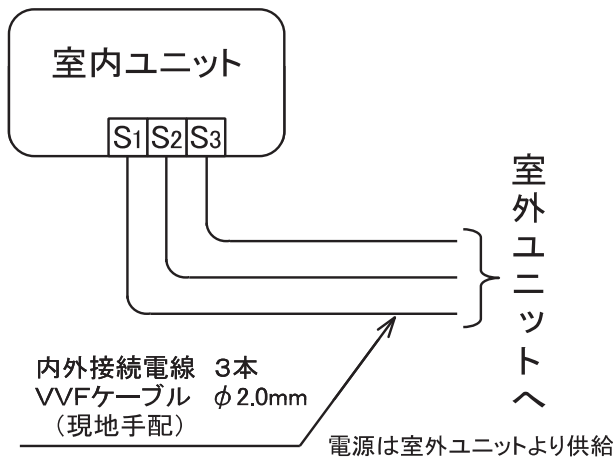 室内ユニット
S1 S2 S3
室外ユニットへ
内外接続電線 3本
VVFケーブル φ2.0mm
(現地手配)
電源は室外ユニットより供給